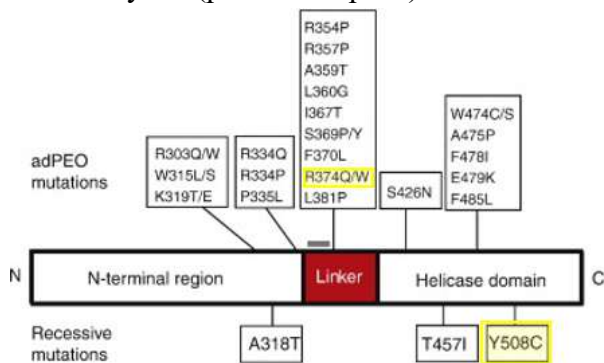 R354P
R357P
A359T
L360G
I367T
S369P/Y
F370L
R374Q/W
L381P
W474C/S
A475P
F478I
E479K
F485L
adPEO
mutations
R303Q/W
W315L/S
K319T/E
R334Q
R334P
P335L
S426N
N
N-terminal region
Linker
Helicase domain
C
Recessive
mutations
A318T
T457I
Y508C